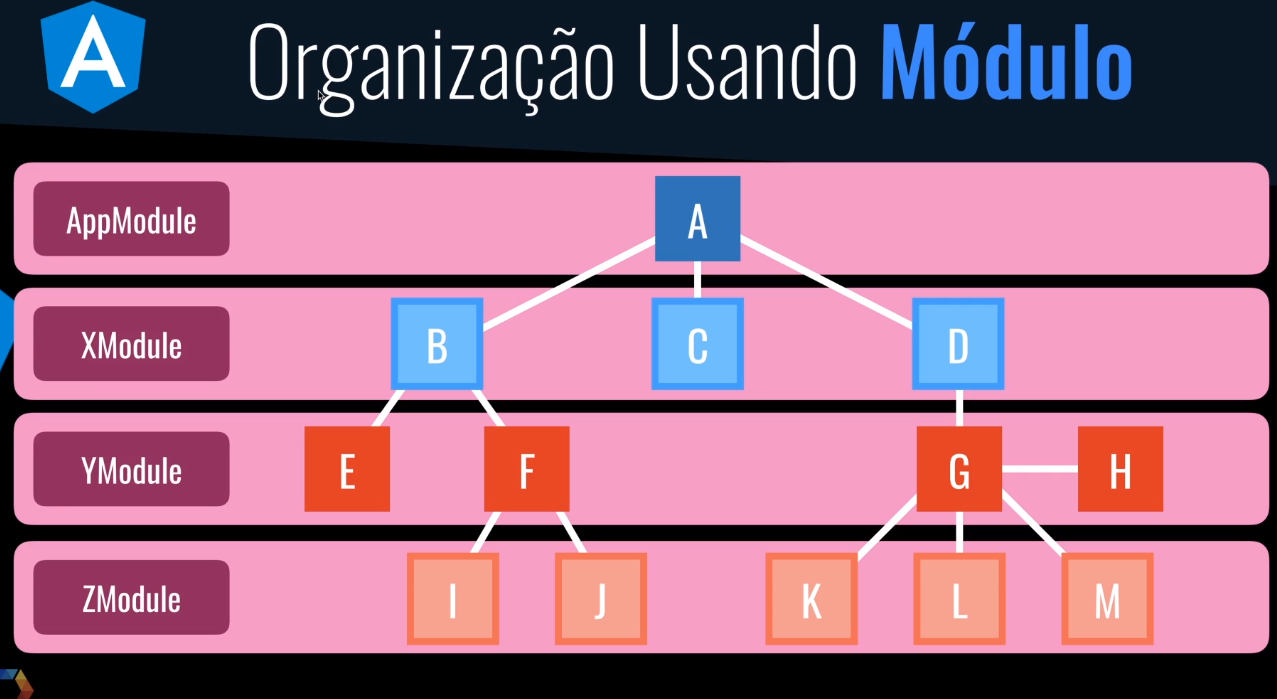 A
Organização Usando Módulo
AppModule
A
XModule
B
C
D
YModule
E
F
G
H
ZModule
I
J
K
L
M